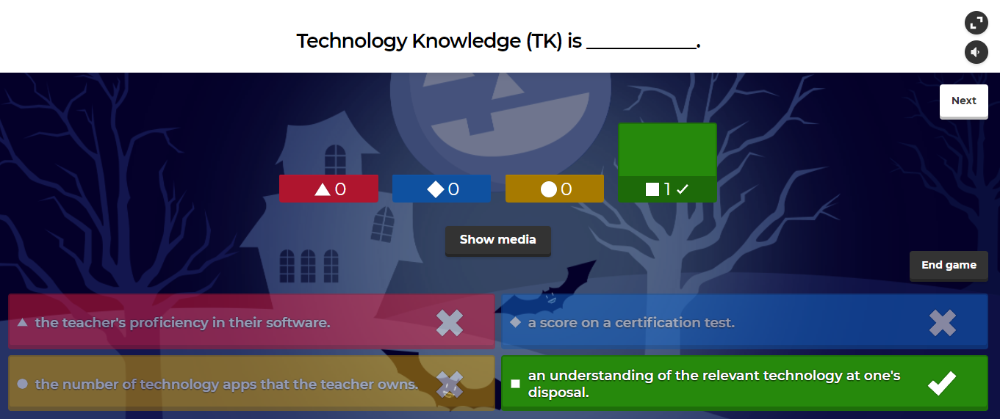 Technology Knowledge (TK) is ___________.
Next
0
0
0
1
Show media
End game
the teacher's proficiency in their software.
a score on a certification test.
the number of technology apps that the teacher owns.
an understanding of the relevant technology at one's
disposal.